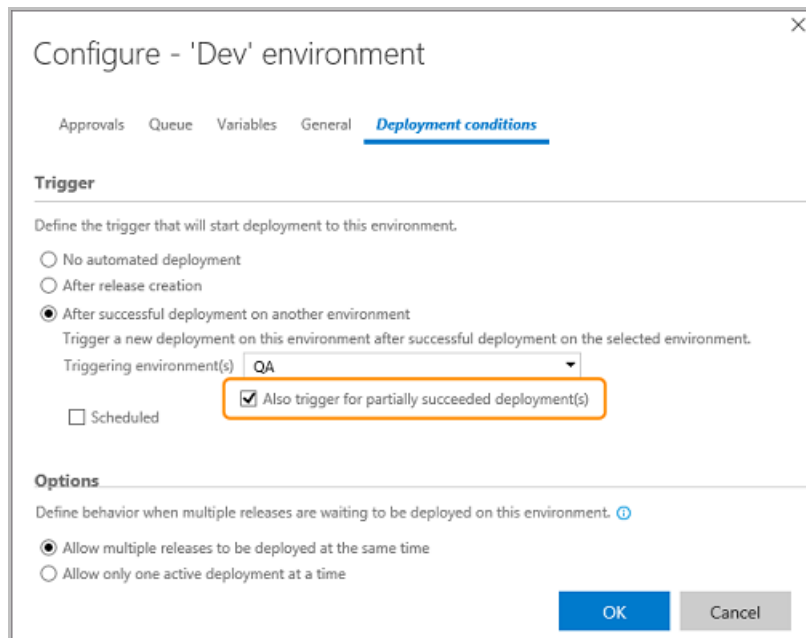 Configure - 'Dev' environment
Approvals Queue Variables General Deployment conditions
Trigger
Define the trigger that will start deployment to this environment.
No automated deployment
After release creation
After successful deployment on another environment
Trigger a new deployment on this environment after successful deployment on the selected environment.
Triggering environment(s) QA
Also trigger for partially succeeded deployment(s)
Scheduled
Options
Define behavior when multiple releases are waiting to be deployed on this environment.
Allow multiple releases to be deployed at the same time
Allow only one active deployment at a time
OK Cancel